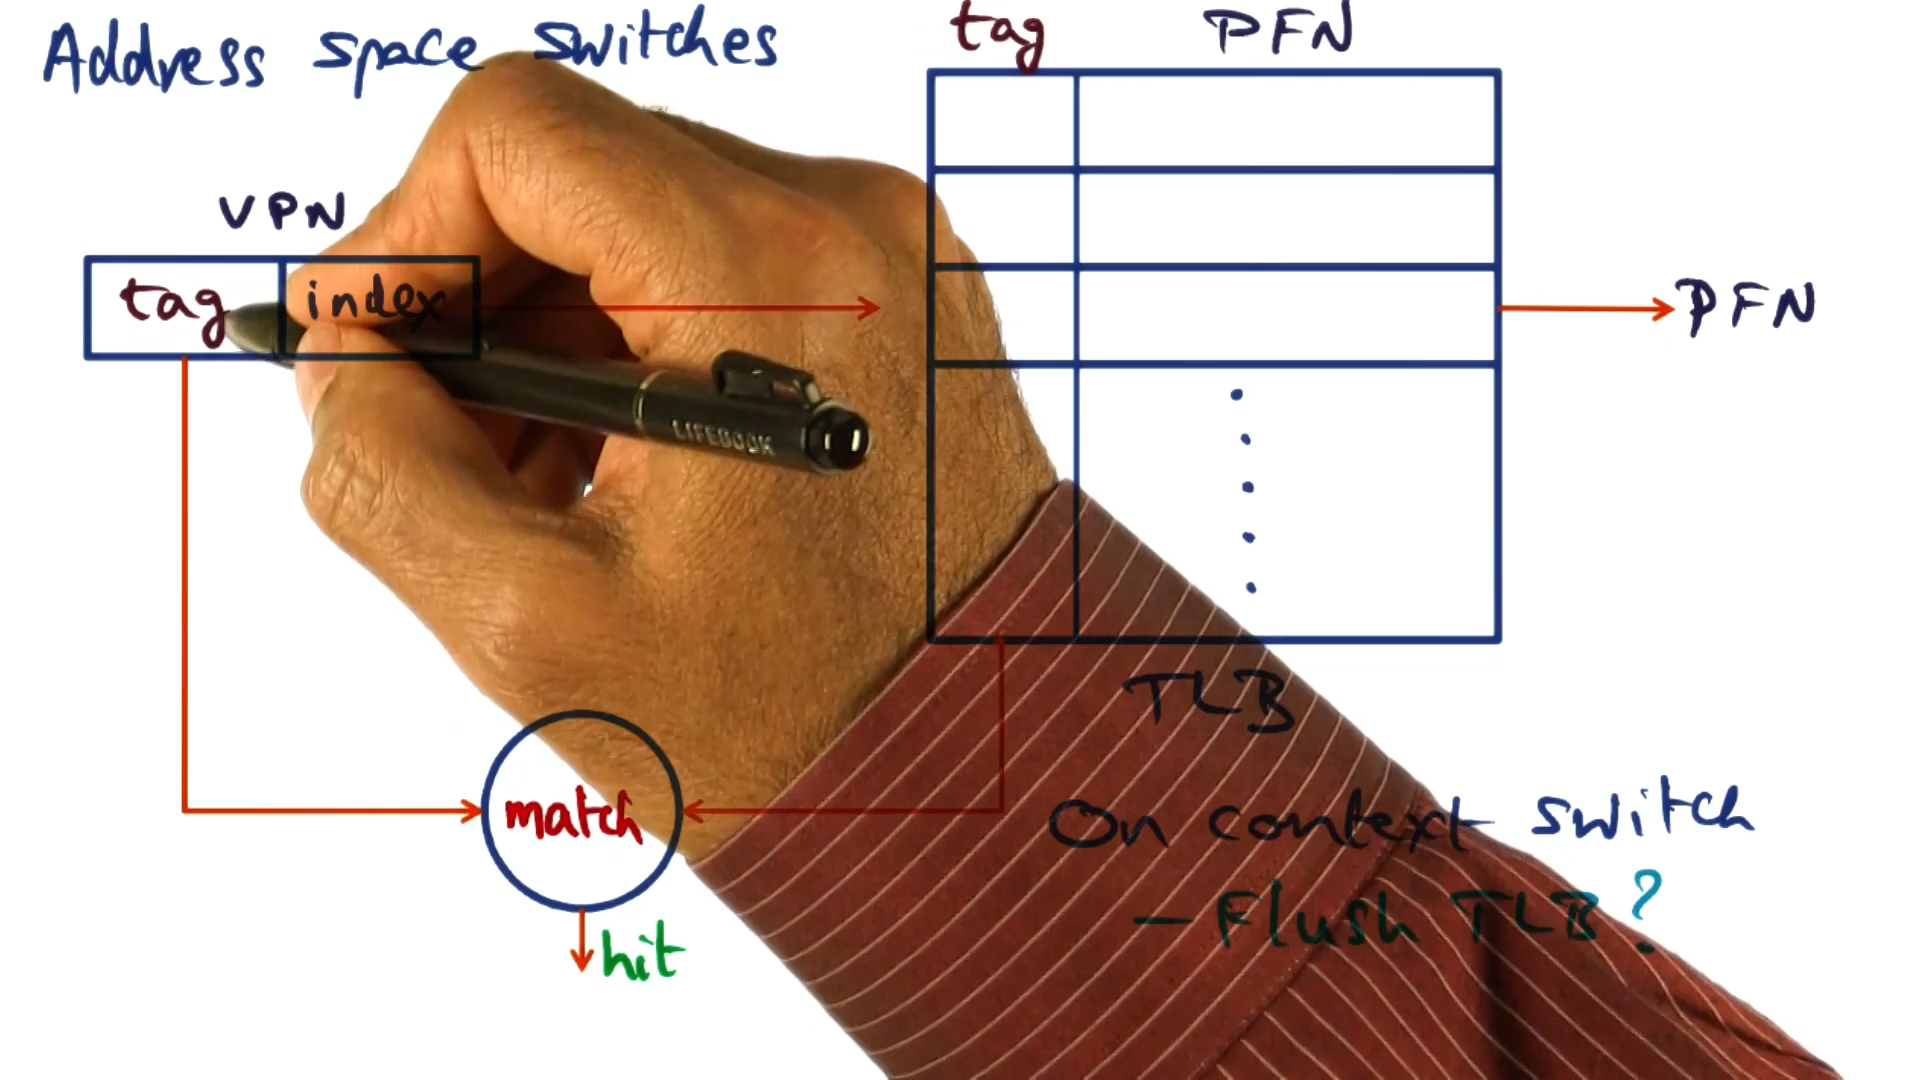 Address space switches
tag PFN
VPN
tag index
PFN
LIFEBOOK
TLB
match
On context switch
- Flush TLB?
hit